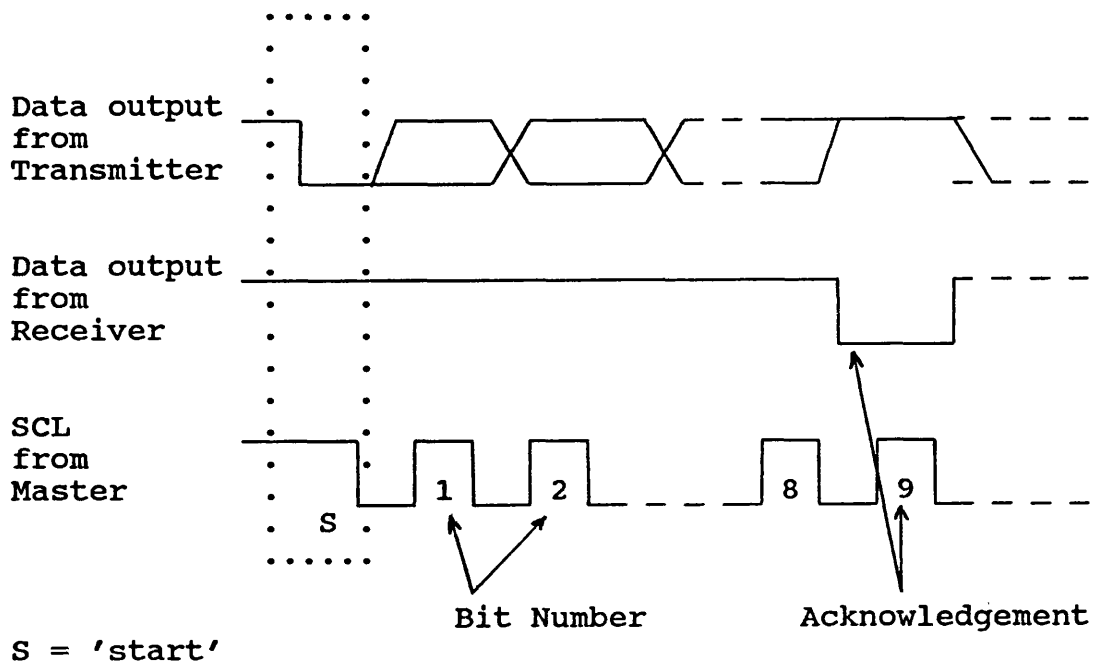 Data output
from
Transmitter
Data output
from
Receiver
SCL
from
Master
1 2 8 9
S
Bit Number Acknowledgement
S = 'start'